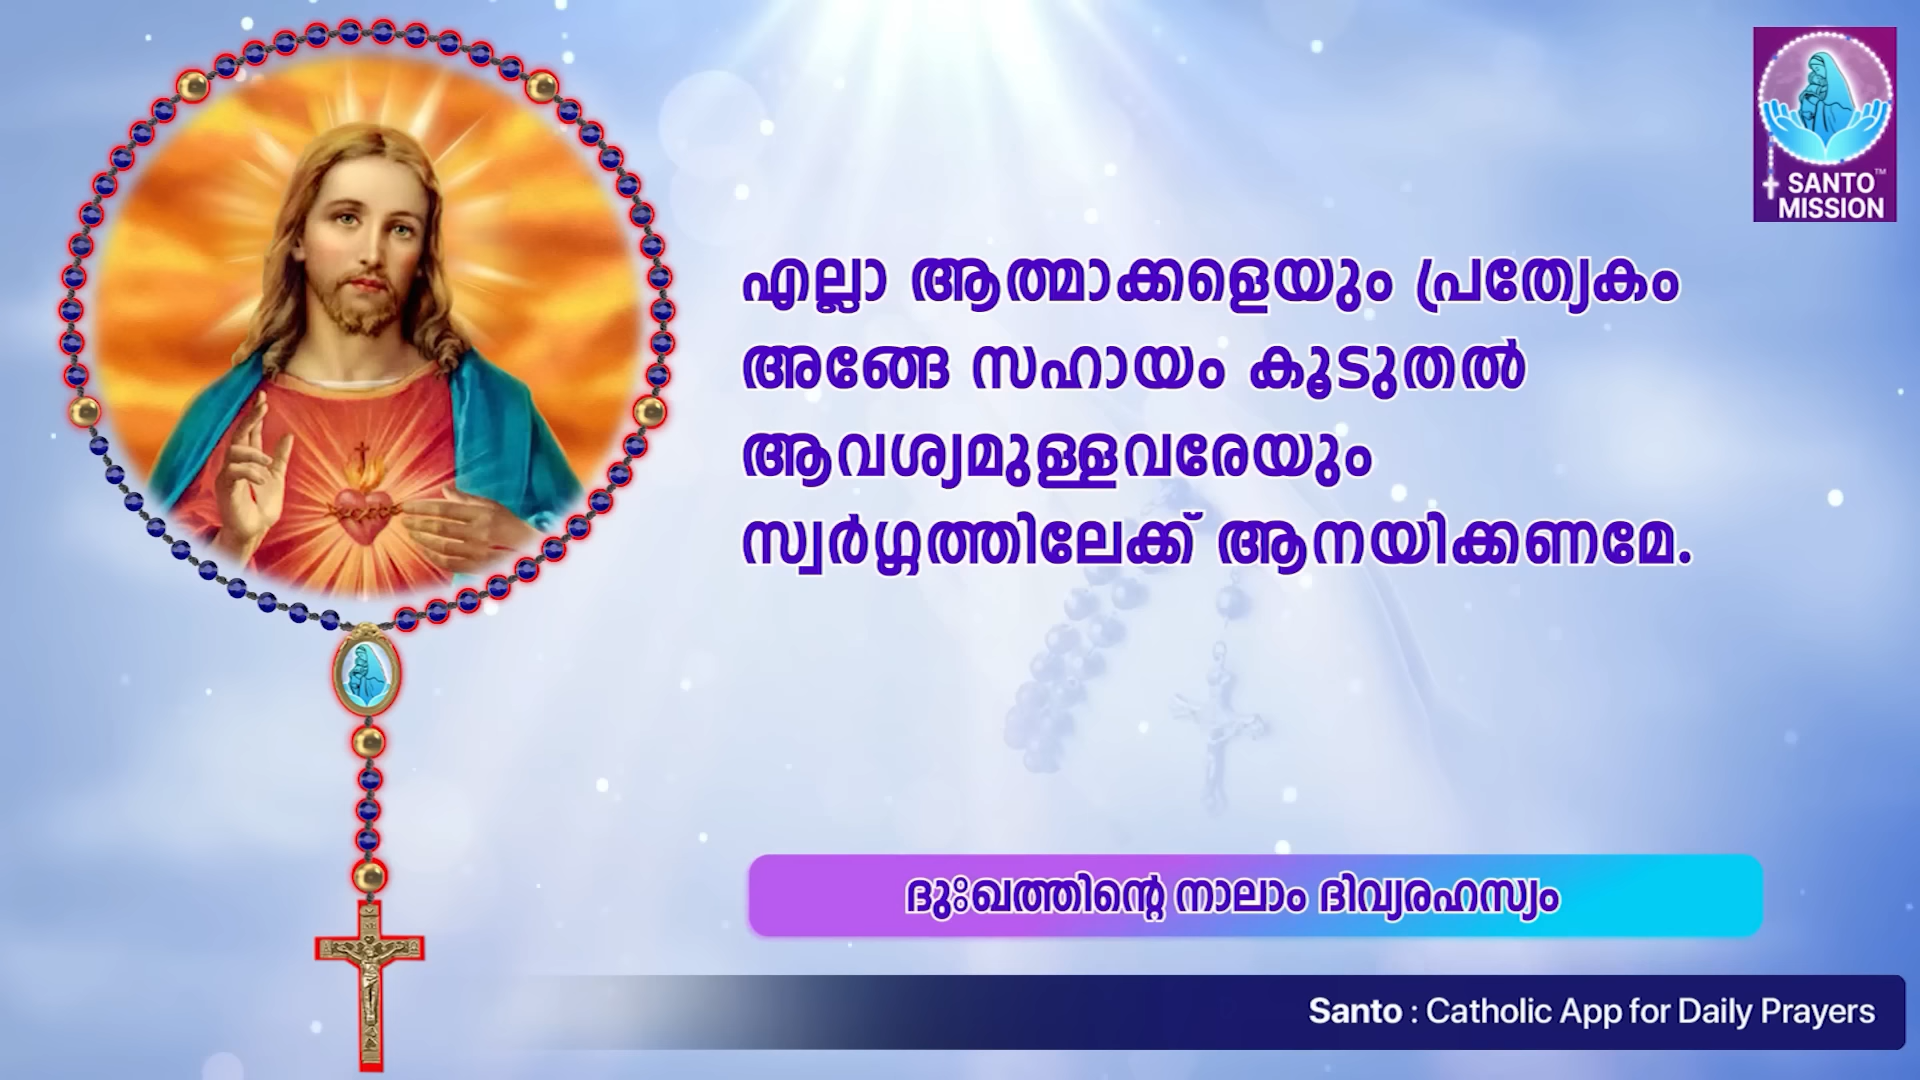 SANTO™
MISSION
എല്ലാ ആത്മാക്കളെയും പ്രത്യേകം
അങ്ങേ സഹായം കൂടുതൽ
ആവശ്യമുള്ളവരേയും
സ്വർഗ്ഗത്തിലേക്ക് ആനയിക്കണമേ.
ദുഃഖത്തിന്റെ നാലാം ദിവ്യരഹസ്യം
Santo : Catholic App for Daily Prayers